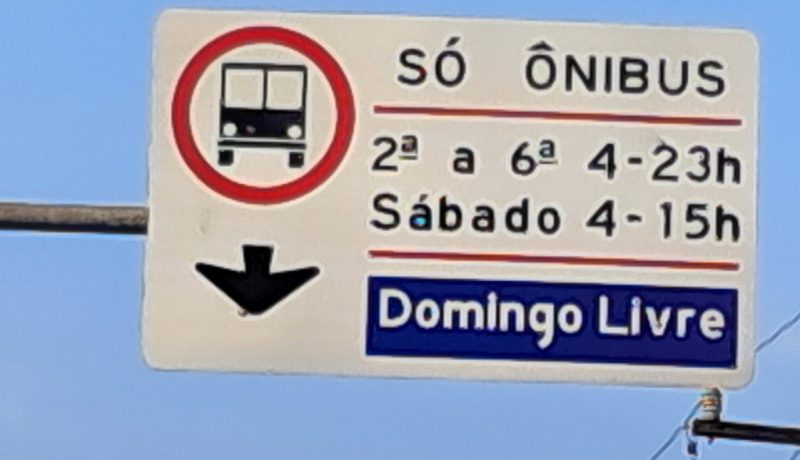 SÓ ÔNIBUS
2ª a 6ª 4-23h
Sábado 4-15h
Domingo Livre